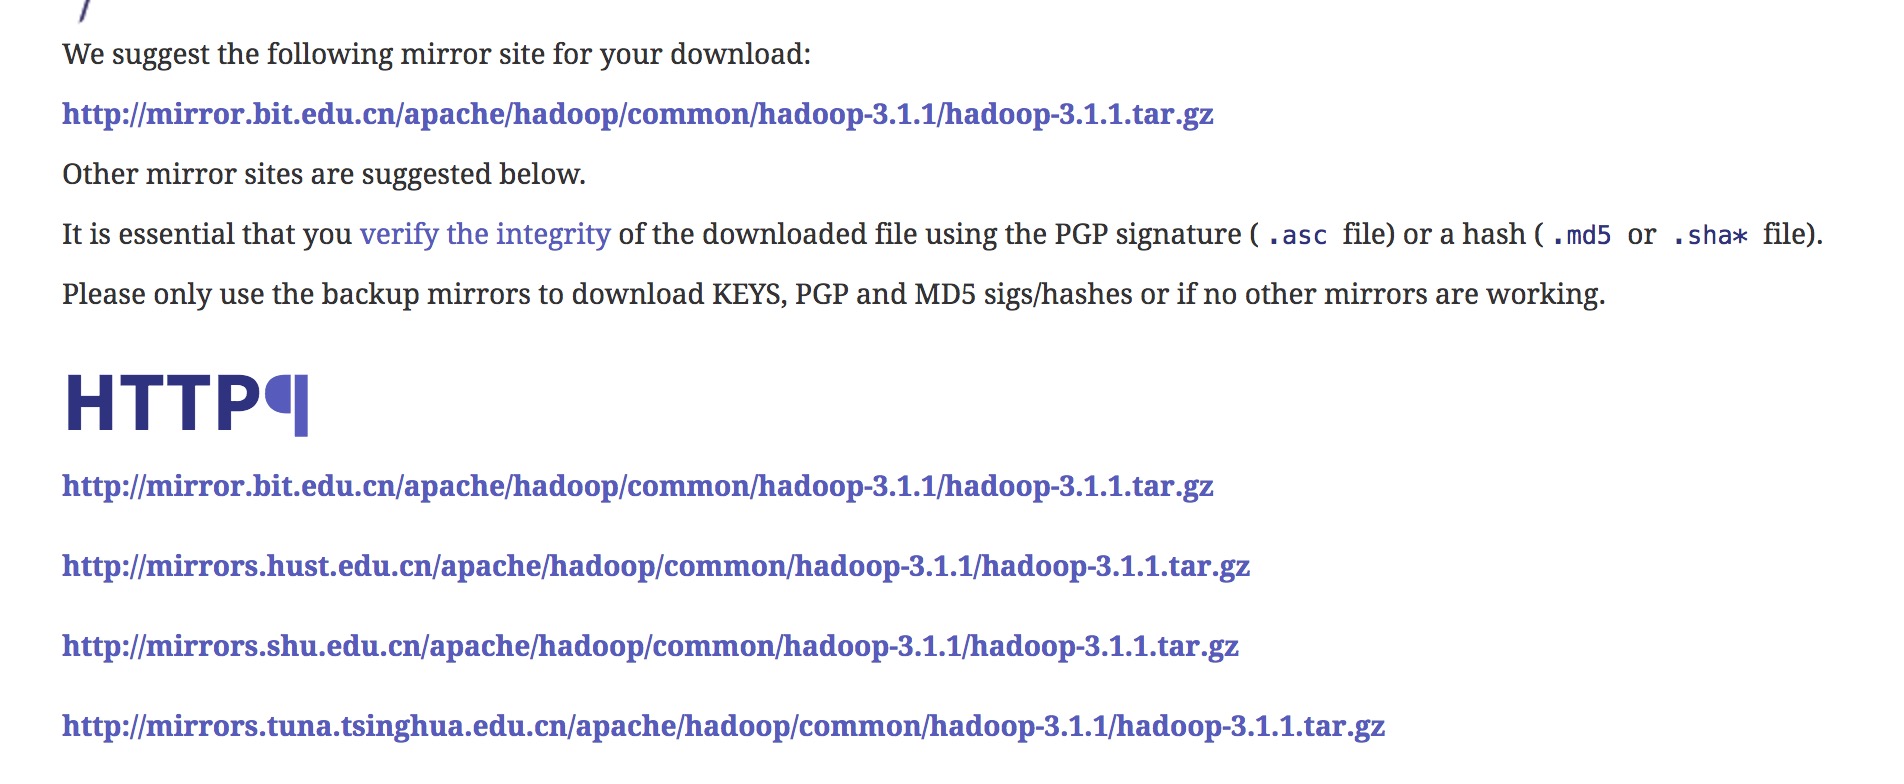 We suggest the following mirror site for your download:
http://mirror.bit.edu.cn/apache/hadoop/common/hadoop-3.1.1/hadoop-3.1.1.tar.gz
Other mirror sites are suggested below.
It is essential that you verify the integrity of the downloaded file using the PGP signature ( .asc file) or a hash ( .md5 or .sha* file).
Please only use the backup mirrors to download KEYS, PGP and MD5 sigs/hashes or if no other mirrors are working.
HTTP¶
http://mirror.bit.edu.cn/apache/hadoop/common/hadoop-3.1.1/hadoop-3.1.1.tar.gz
http://mirrors.hust.edu.cn/apache/hadoop/common/hadoop-3.1.1/hadoop-3.1.1.tar.gz
http://mirrors.shu.edu.cn/apache/hadoop/common/hadoop-3.1.1/hadoop-3.1.1.tar.gz
http://mirrors.tuna.tsinghua.edu.cn/apache/hadoop/common/hadoop-3.1.1/hadoop-3.1.1.tar.gz